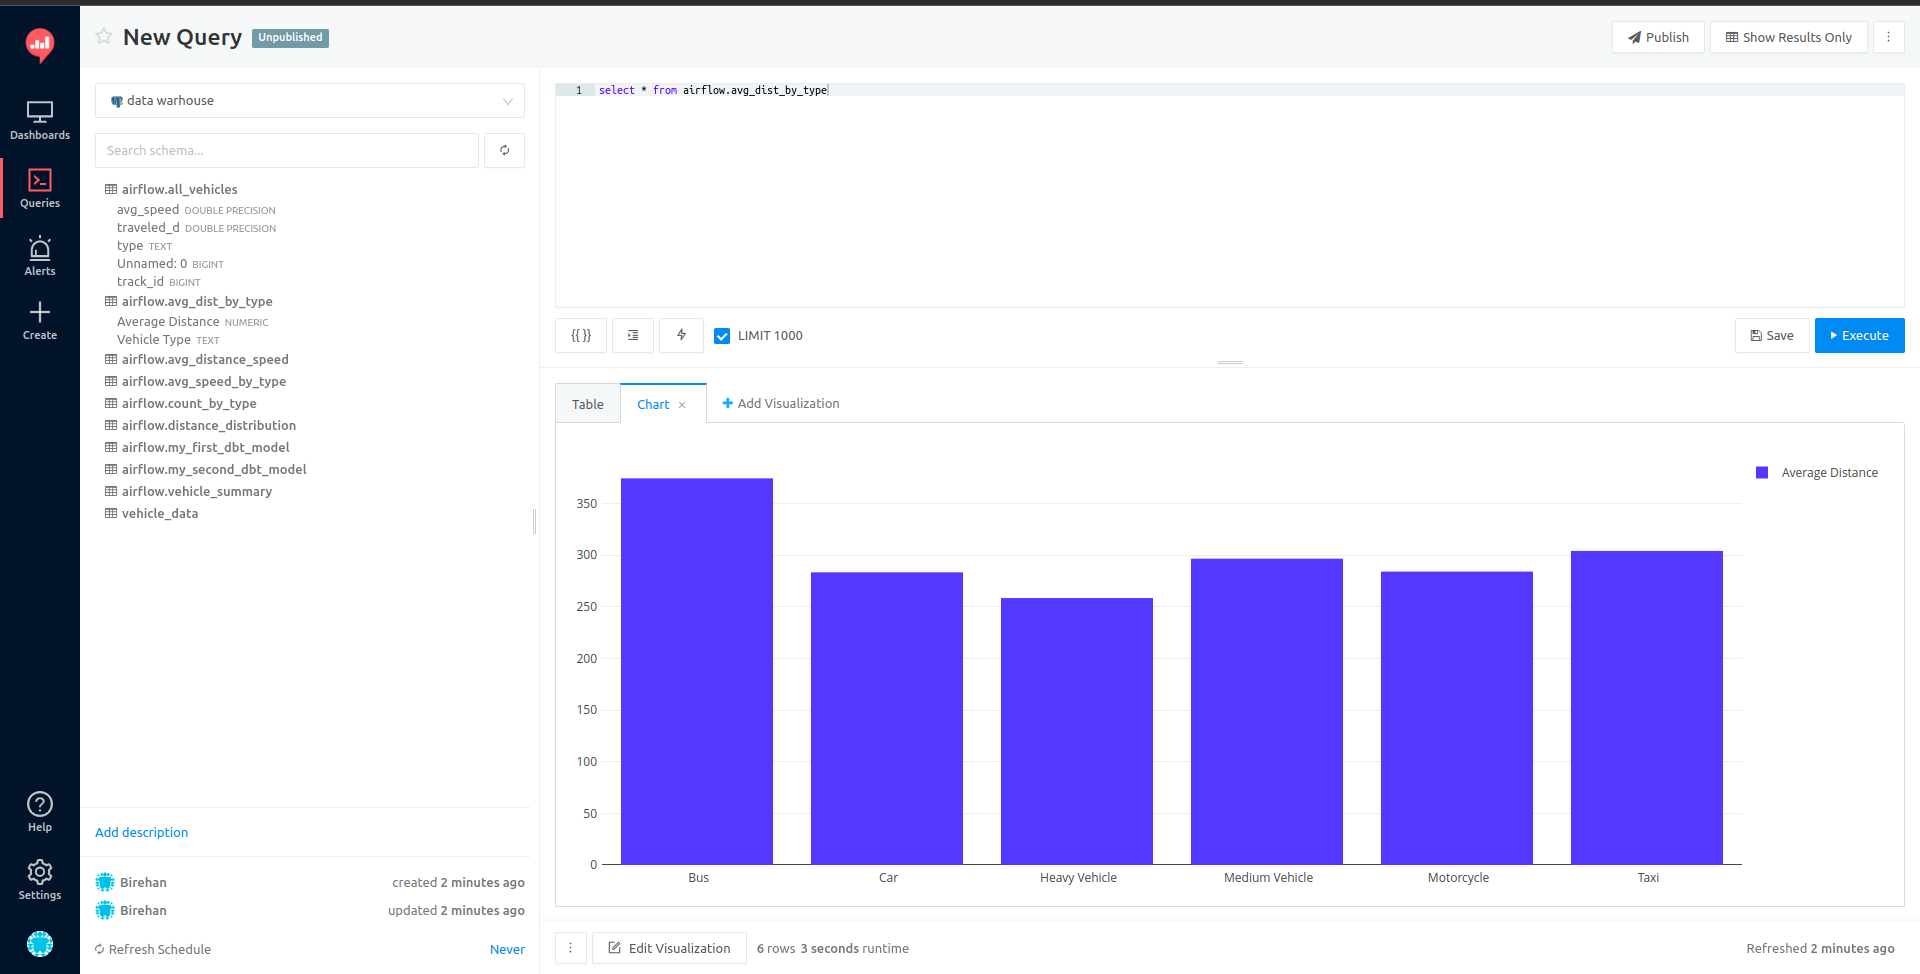 New Query Unpublished
Publish
Show Results Only
Dashboards
Queries
Alerts
Create
Help
Settings
data warhouse
Search schema...
airflow.all_vehicles
avg_speed DOUBLE PRECISION
traveled_d DOUBLE PRECISION
type TEXT
Unnamed: 0 BIGINT
track_id BIGINT
airflow.avg_dist_by_type
Average Distance NUMERIC
Vehicle Type TEXT
airflow.avg_distance_speed
airflow.avg_speed_by_type
airflow.count_by_type
airflow.distance_distribution
airflow.my_first_dbt_model
airflow.my_second_dbt_model
airflow.vehicle_summary
vehicle_data
Add description
Birehan created 2 minutes ago
Birehan updated 2 minutes ago
Refresh Schedule Never
1 select * from airflow.avg_dist_by_type
{{ }}
LIMIT 1000
Save
Execute
Table
Chart ×
+ Add Visualization
Average Distance
350
300
250
200
150
100
50
0
Bus Car Heavy Vehicle Medium Vehicle Motorcycle Taxi
Edit Visualization
6 rows 3 seconds runtime
Refreshed 2 minutes ago